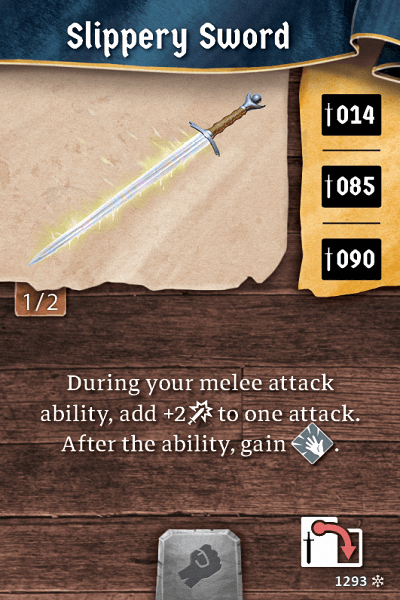 Slippery Sword
014
085
090
1/2
During your melee attack
ability, add +2 to one attack.
After the ability, gain .
1293